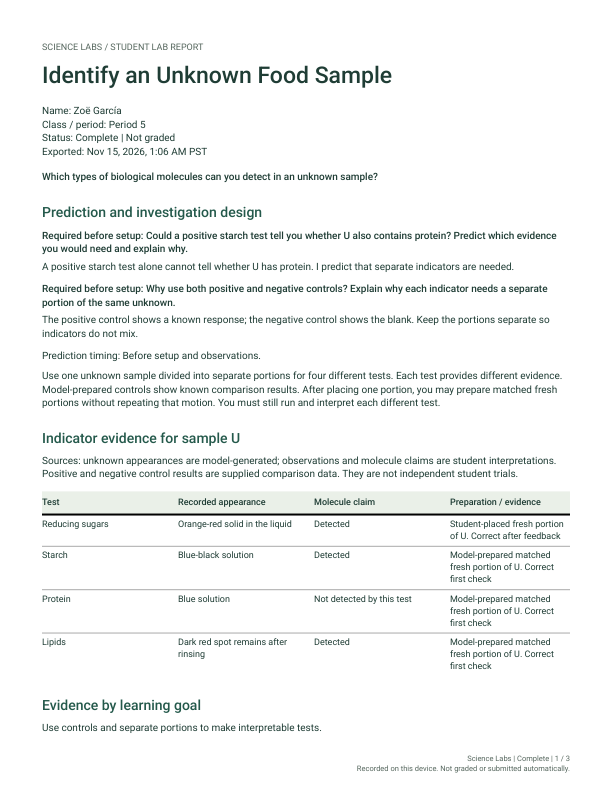 SCIENCE LABS / STUDENT LAB REPORT
Identify an Unknown Food Sample
Name: Zoë García
Class / period: Period 5
Status: Complete | Not graded
Exported: Nov 15, 2026, 1:06 AM PST
Which types of biological molecules can you detect in an unknown sample?
Prediction and investigation design
Required before setup: Could a positive starch test tell you whether U also contains protein? Predict which evidence
you would need and explain why.
A positive starch test alone cannot tell whether U has protein. I predict that separate indicators are needed.
Required before setup: Why use both positive and negative controls? Explain why each indicator needs a separate
portion of the same unknown.
The positive control shows a known response; the negative control shows the blank. Keep the portions separate so
indicators do not mix.
Prediction timing: Before setup and observations.
Use one unknown sample divided into separate portions for four different tests. Each test provides different evidence.
Model-prepared controls show known comparison results. After placing one portion, you may prepare matched fresh
portions without repeating that motion. You must still run and interpret each different test.
Indicator evidence for sample U
Sources: unknown appearances are model-generated; observations and molecule claims are student interpretations.
Positive and negative control results are supplied comparison data. They are not independent student trials.
Test Recorded appearance Molecule claim Preparation / evidence
Reducing sugars Orange-red solid in the liquid Detected Student-placed fresh portion
of U. Correct after feedback
Starch Blue-black solution Detected Model-prepared matched
fresh portion of U. Correct
first check
Protein Blue solution Not detected by this test Model-prepared matched
fresh portion of U. Correct
first check
Lipids Dark red spot remains after Detected Model-prepared matched
rinsing fresh portion of U. Correct
first check
Evidence by learning goal
Use controls and separate portions to make interpretable tests.
Science Labs | Complete | 1 / 3
Recorded on this device. Not graded or submitted automatically.